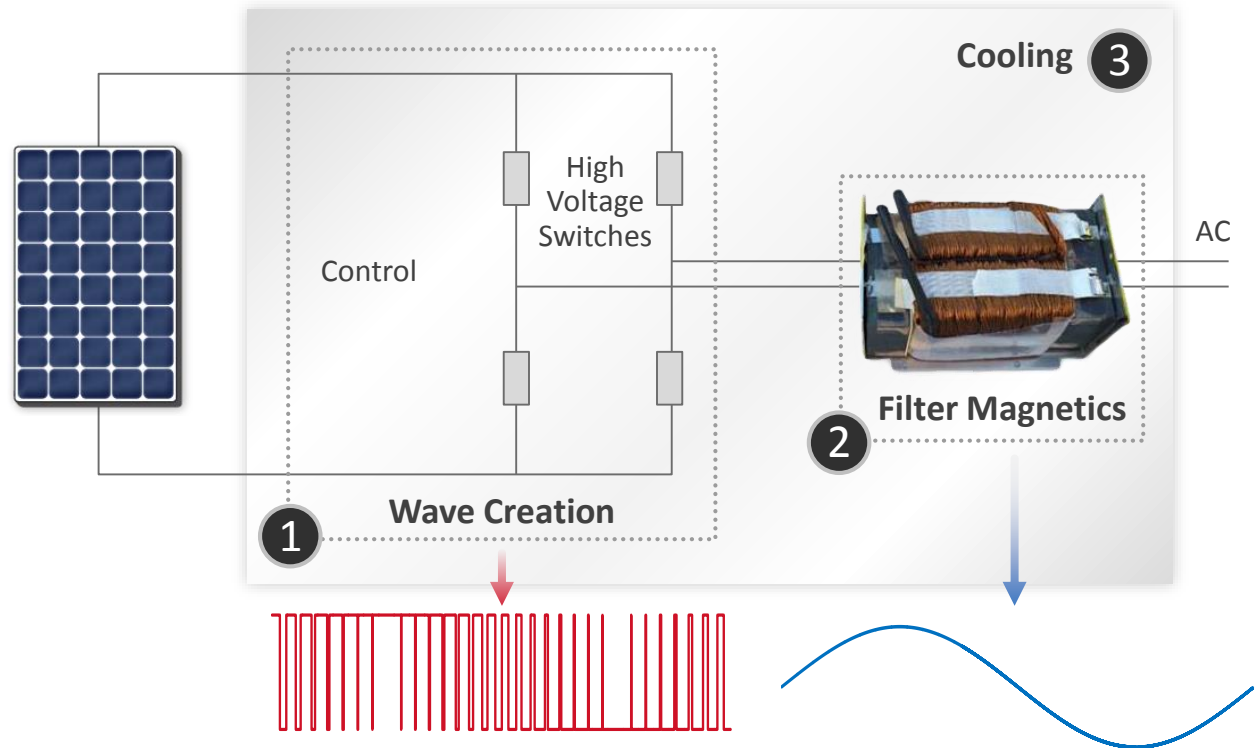 Cooling 3
High
Voltage
Switches
Control
AC
Filter Magnetics
2
Wave Creation
1